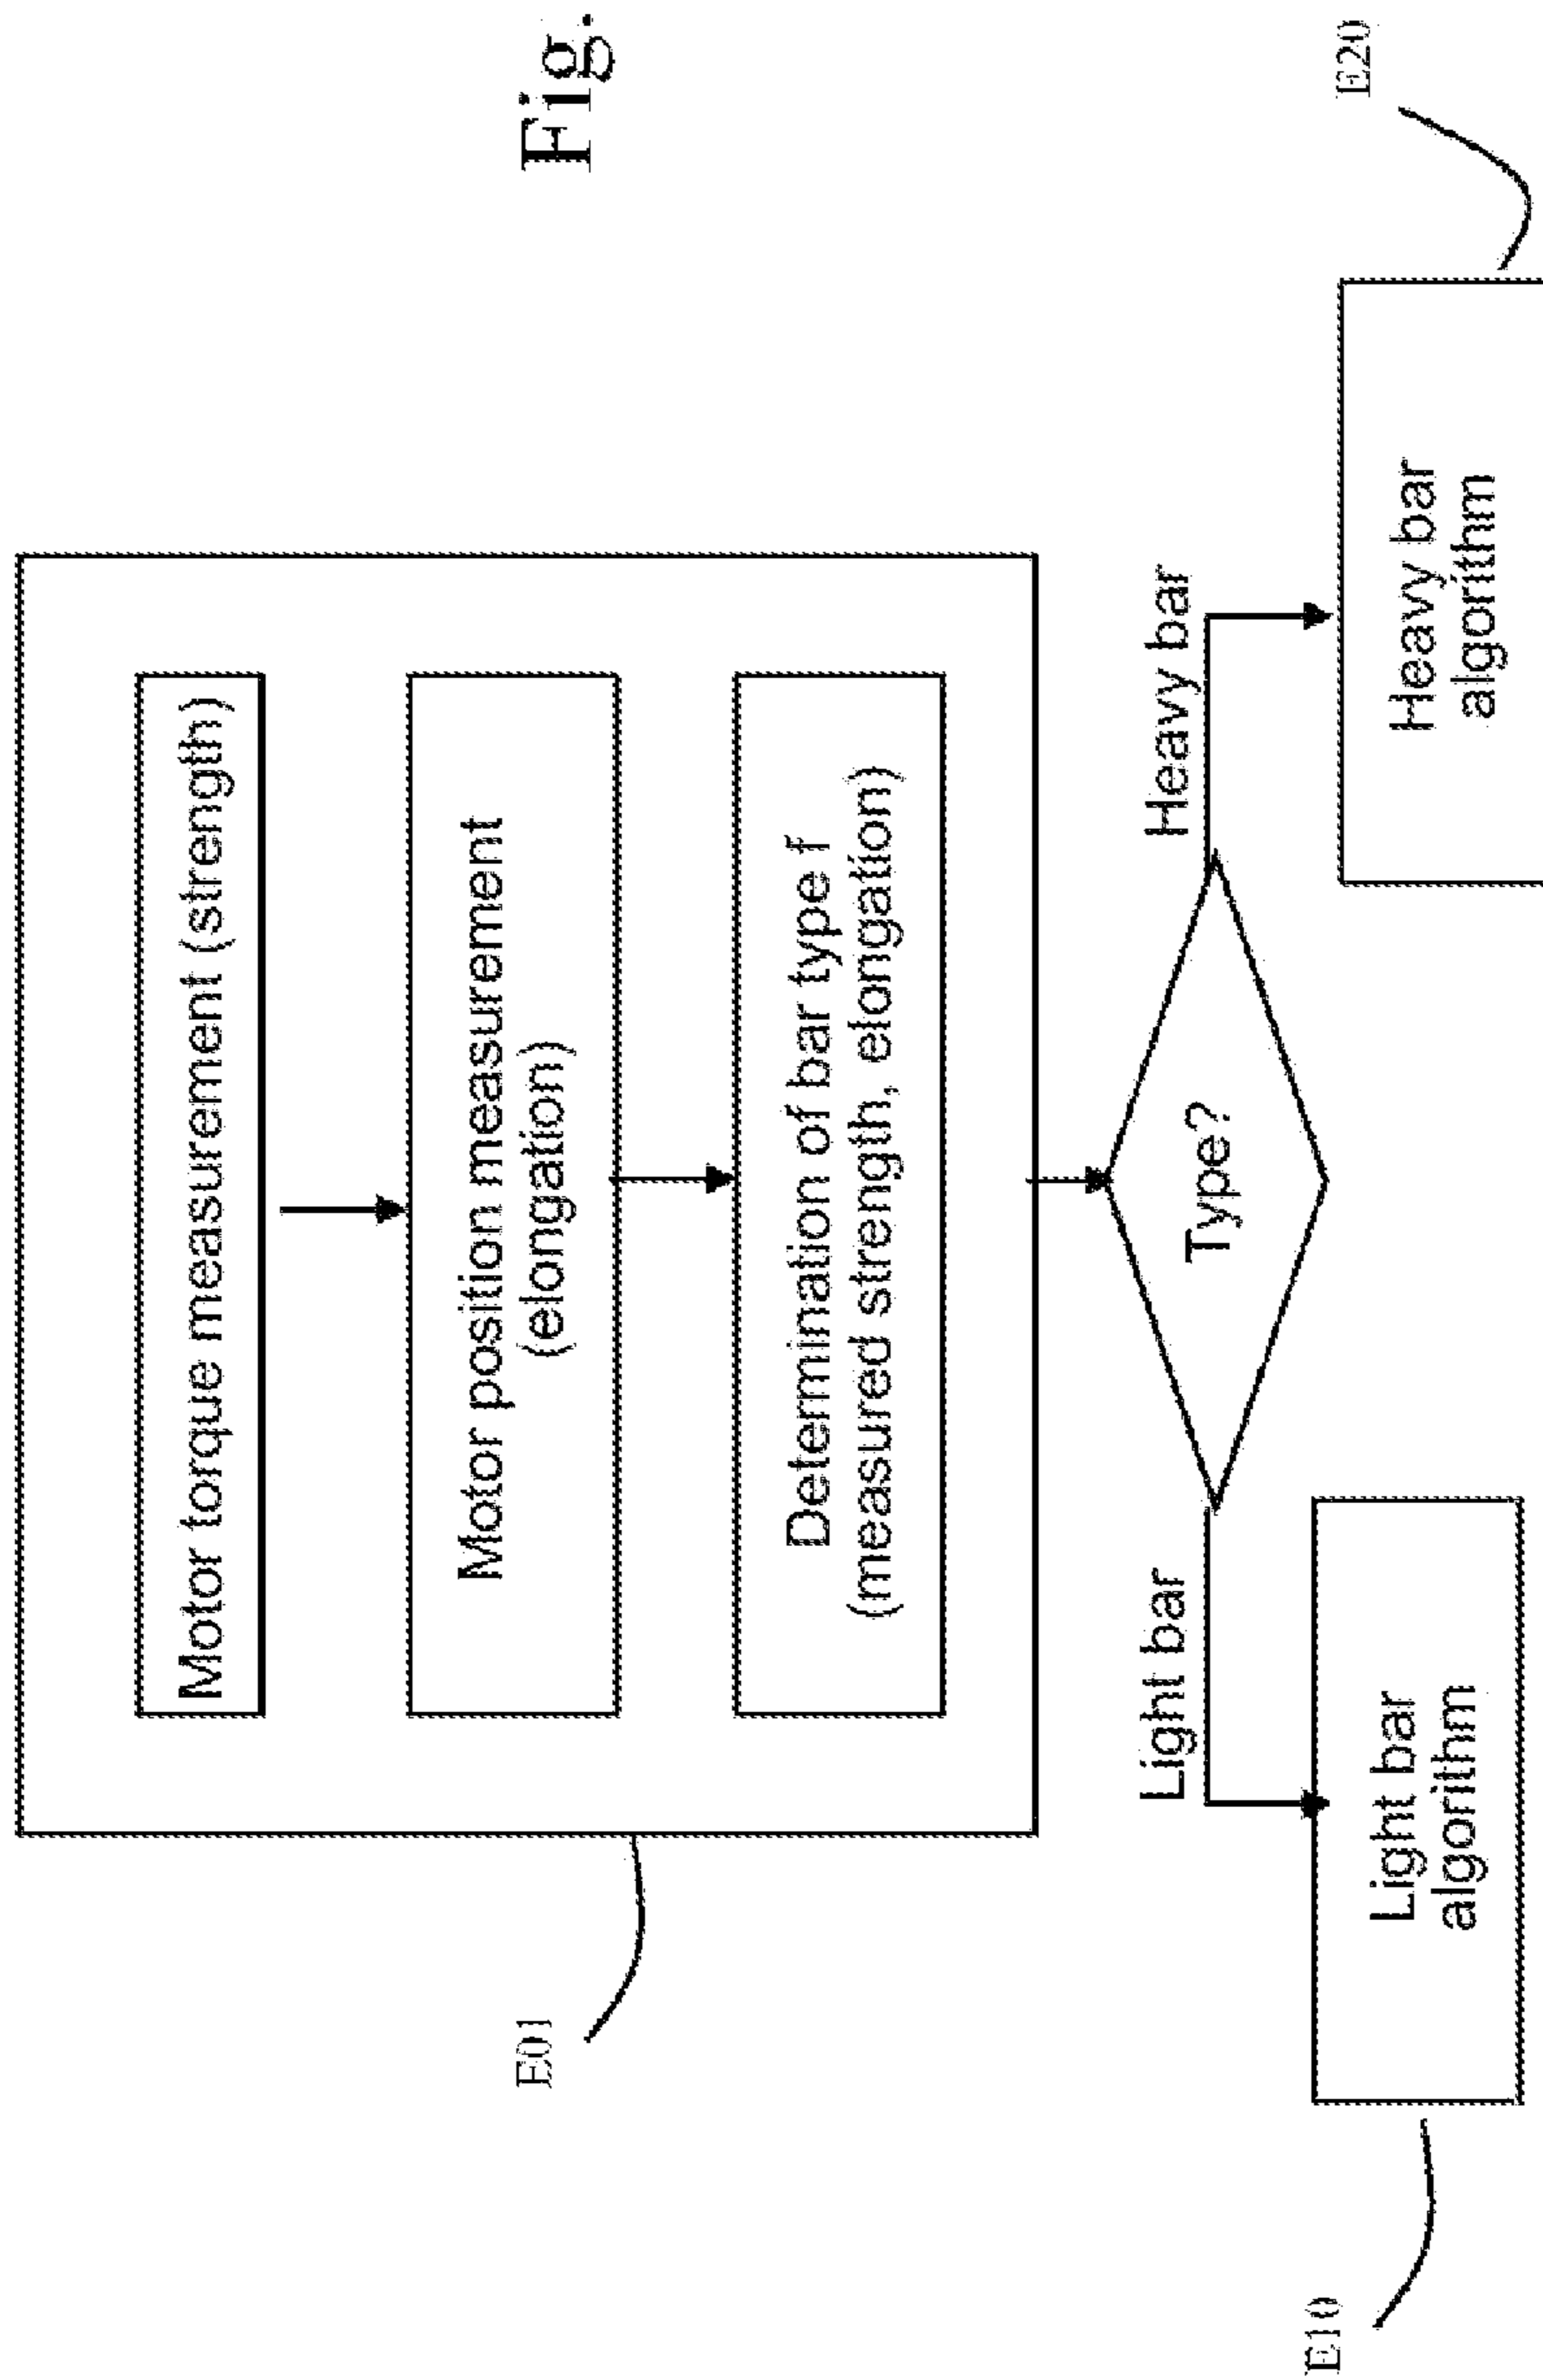 Fig.
E01
Motor torque measurement (strength)
Motor position measurement
(elongation)
Determination of bar type f
(measured strength, elongation)
Type?
Light bar
Heavy bar
E10
Light bar
algorithm
E20
Heavy bar
algorithm